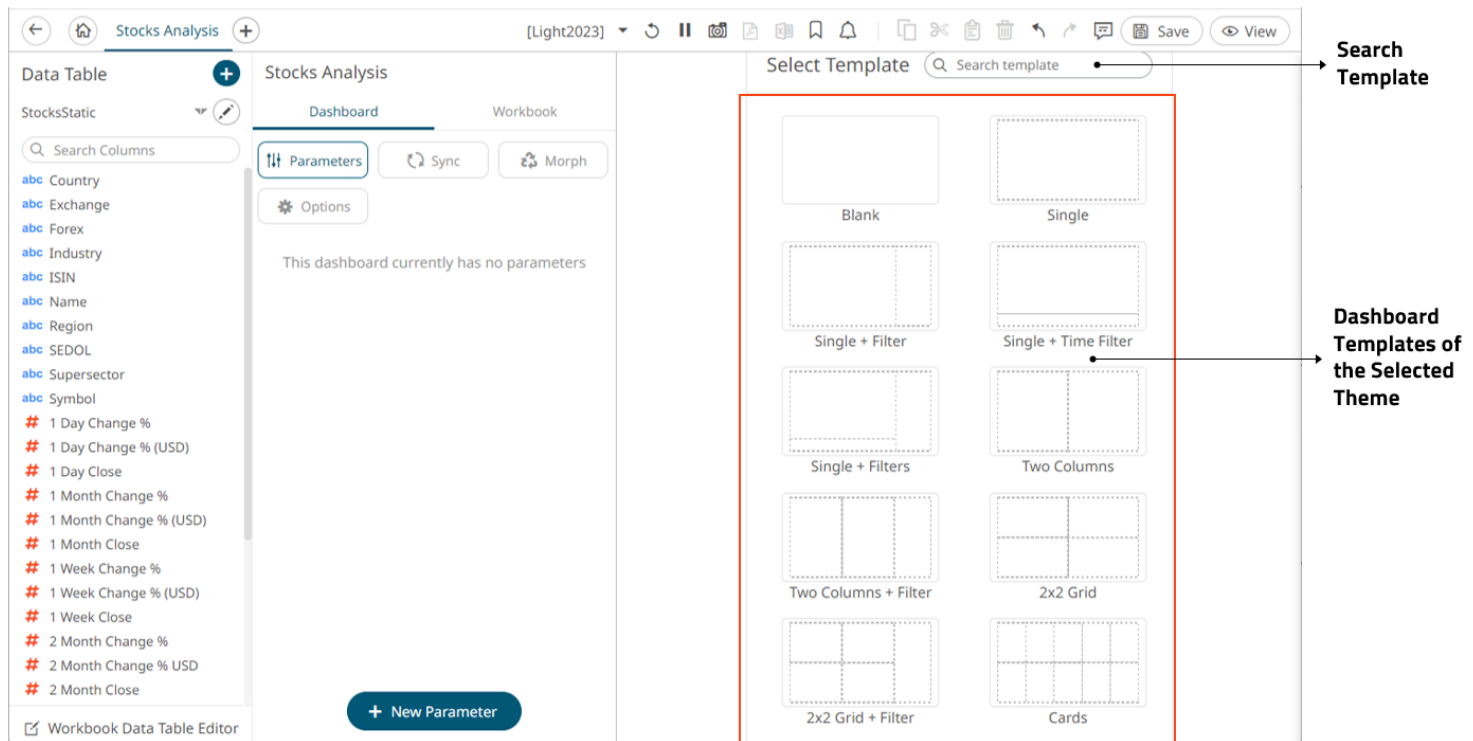 Stocks Analysis
[Light2023]
Save
View
Data Table
StocksStatic
Search Columns
abc Country
abc Exchange
abc Forex
abc Industry
abc ISIN
abc Name
abc Region
abc SEDOL
abc Supersector
abc Symbol
# 1 Day Change %
# 1 Day Change % (USD)
# 1 Day Close
# 1 Month Change %
# 1 Month Change % (USD)
# 1 Month Close
# 1 Week Change %
# 1 Week Change % (USD)
# 1 Week Close
# 2 Month Change %
# 2 Month Change % USD
# 2 Month Close
Workbook Data Table Editor
Stocks Analysis
Dashboard
Workbook
Parameters
Sync
Morph
Options
This dashboard currently has no parameters
+ New Parameter
Select Template
Search template
Blank
Single
Single + Filter
Single + Time Filter
Single + Filters
Two Columns
Two Columns + Filter
2x2 Grid
2x2 Grid + Filter
Cards
Search
Template
Dashboard
Templates of
the Selected
Theme